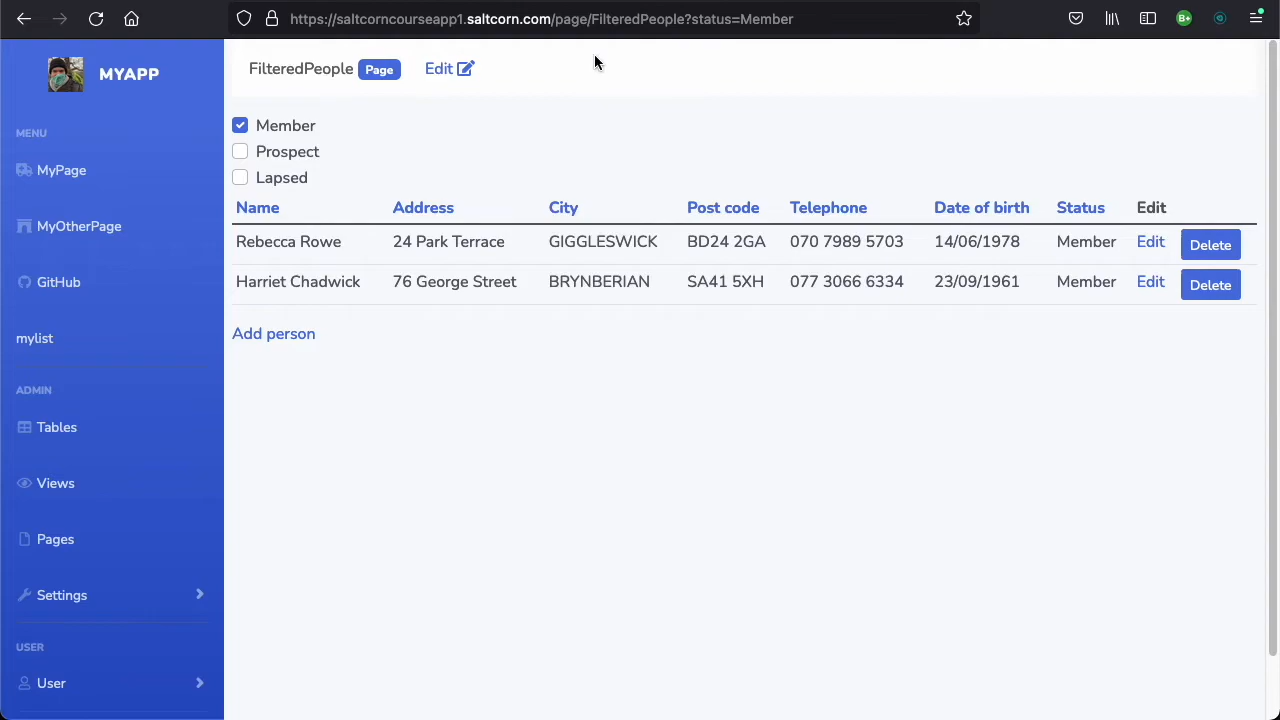 https://saltcorncourseapp1.saltcorn.com/page/FilteredPeople?status=Member
B+
MYAPP
FilteredPeople Page Edit
MENU
MyPage
MyOtherPage
GitHub
mylist
ADMIN
Tables
Views
Pages
Settings
USER
User
Member
Prospect
Lapsed
Name Address City Post code Telephone Date of birth Status Edit
Rebecca Rowe 24 Park Terrace GIGGLESWICK BD24 2GA 070 7989 5703 14/06/1978 Member Edit Delete
Harriet Chadwick 76 George Street BRYNBERIAN SA41 5XH 077 3066 6334 23/09/1961 Member Edit Delete
Add person